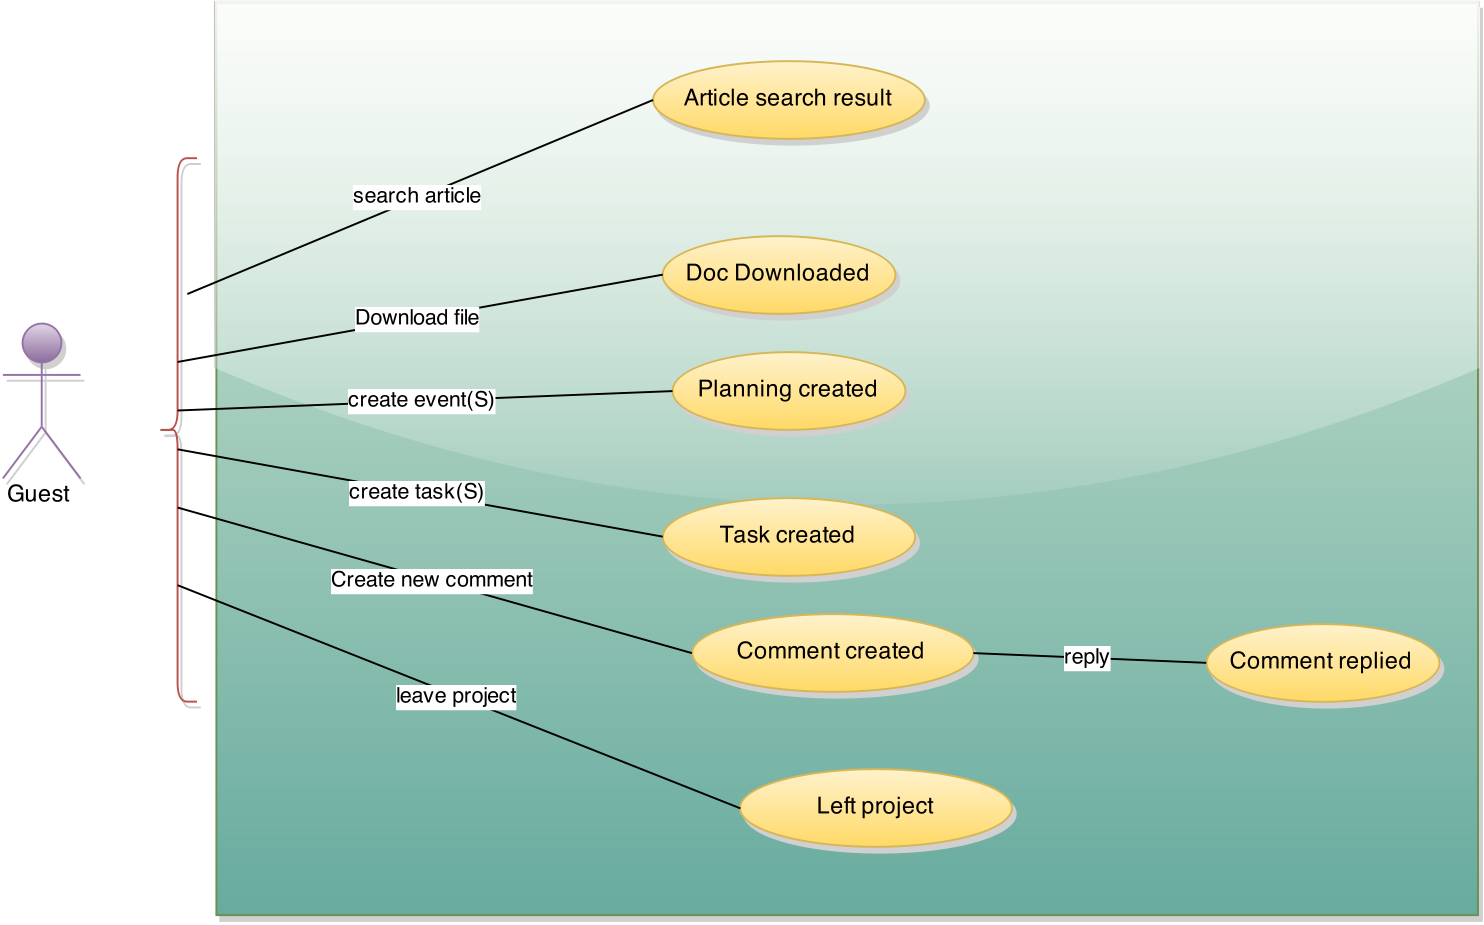 Article search result
search article
Doc Downloaded
Download file
Planning created
create event(S)
Guest
create task(S)
Task created
Create new comment
Comment created
reply
Comment replied
leave project
Left project